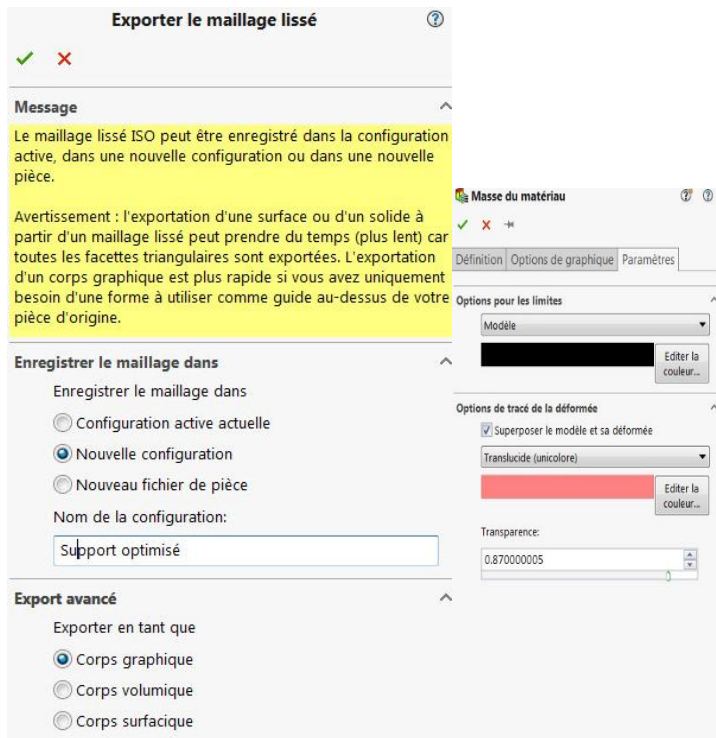 Exporter le maillage lissé
Message
Le maillage lissé ISO peut être enregistré dans la configuration
active, dans une nouvelle configuration ou dans une nouvelle
pièce.
Avertissement : l'exportation d'une surface ou d'un solide à
partir d'un maillage lissé peut prendre du temps (plus lent) car
toutes les facettes triangulaires sont exportées. L'exportation
d'un corps graphique est plus rapide si vous avez uniquement
besoin d'une forme à utiliser comme guide au-dessus de votre
pièce d'origine.
Enregistrer le maillage dans
Enregistrer le maillage dans
Configuration active actuelle
Nouvelle configuration
Nouveau fichier de pièce
Nom de la configuration:
Support optimisé
Export avancé
Exporter en tant que
Corps graphique
Corps volumique
Corps surfacique
Masse du matériau
Définition Options de graphique Paramètres
Options pour les limites
Modèle
Editer la
couleur...
Options de tracé de la déformée
Superposer le modèle et sa déformée
Translucide (unicolore)
Editer la
couleur...
Transparence:
0.870000005